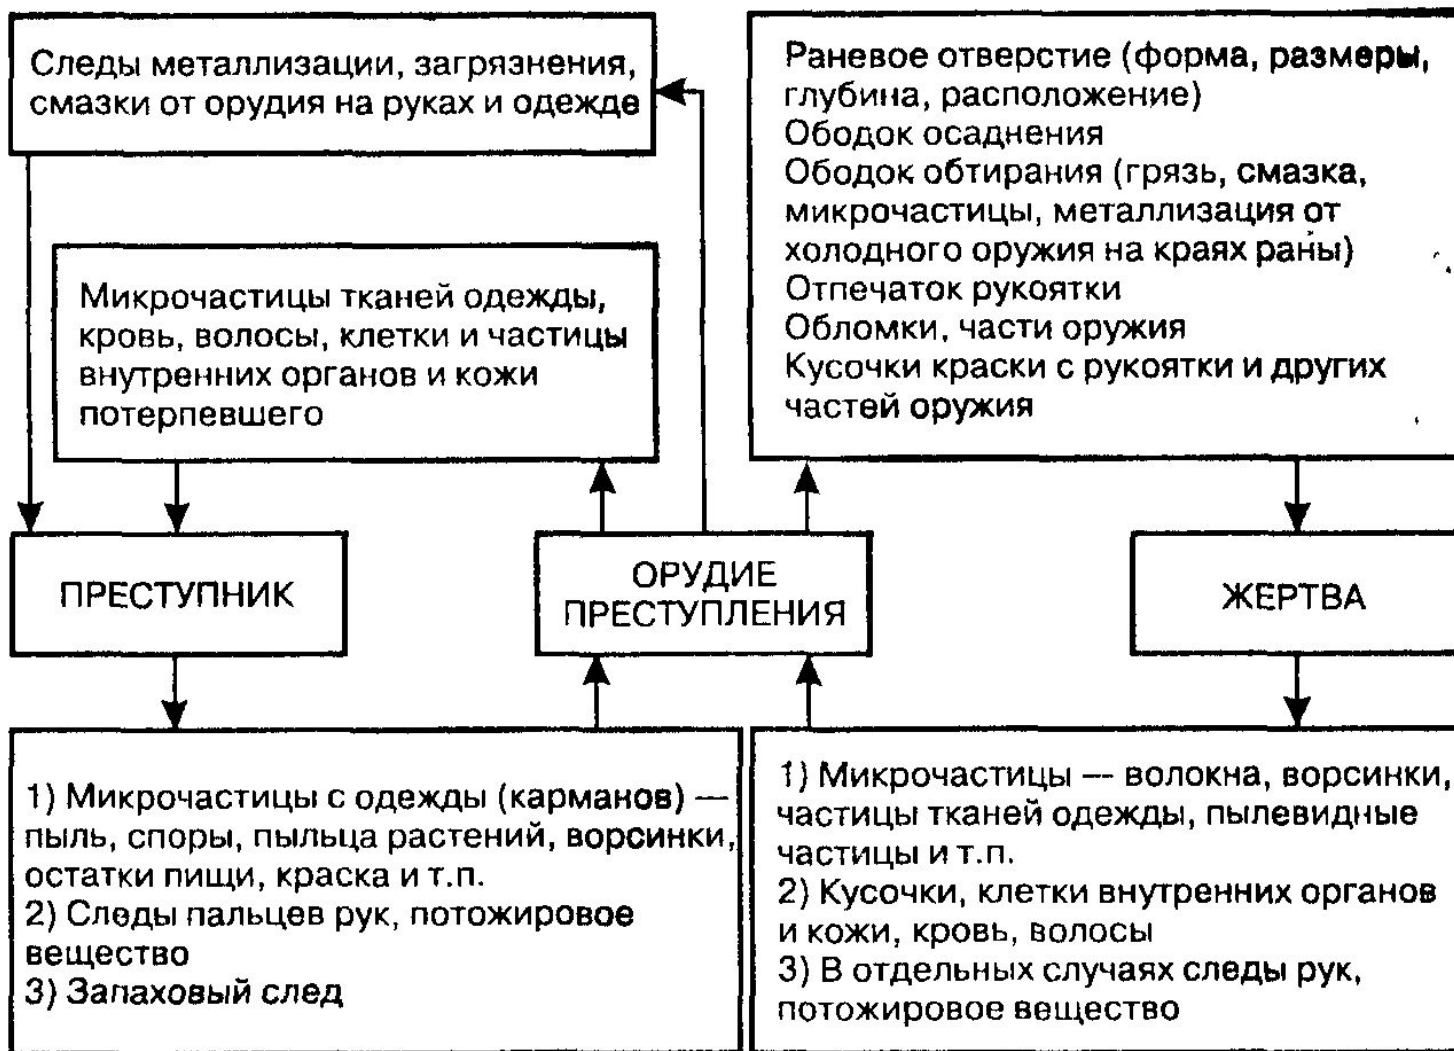 Следы металлизации, загрязнения,
смазки от орудия на руках и одежде
Раневое отверстие (форма, размеры,
глубина, расположение)
Ободок осаднения
Ободок обтирания (грязь, смазка,
микрочастицы, металлизация от
холодного оружия на краях раны)
Отпечаток рукоятки
Обломки, части оружия
Кусочки краски с рукоятки и других
частей оружия
Микрочастицы тканей одежды,
кровь, волосы, клетки и частицы
внутренних органов и кожи
потерпевшего
ПРЕСТУПНИК
ОРУДИЕ
ПРЕСТУПЛЕНИЯ
ЖЕРТВА
1) Микрочастицы с одежды (карманов) —
пыль, споры, пыльца растений, ворсинки,
остатки пищи, краска и т.п.
2) Следы пальцев рук, потожировое
вещество
3) Запаховый след
1) Микрочастицы — волокна, ворсинки,
частицы тканей одежды, пылевидные
частицы и т.п.
2) Кусочки, клетки внутренних органов
и кожи, кровь, волосы
3) В отдельных случаях следы рук,
потожировое вещество